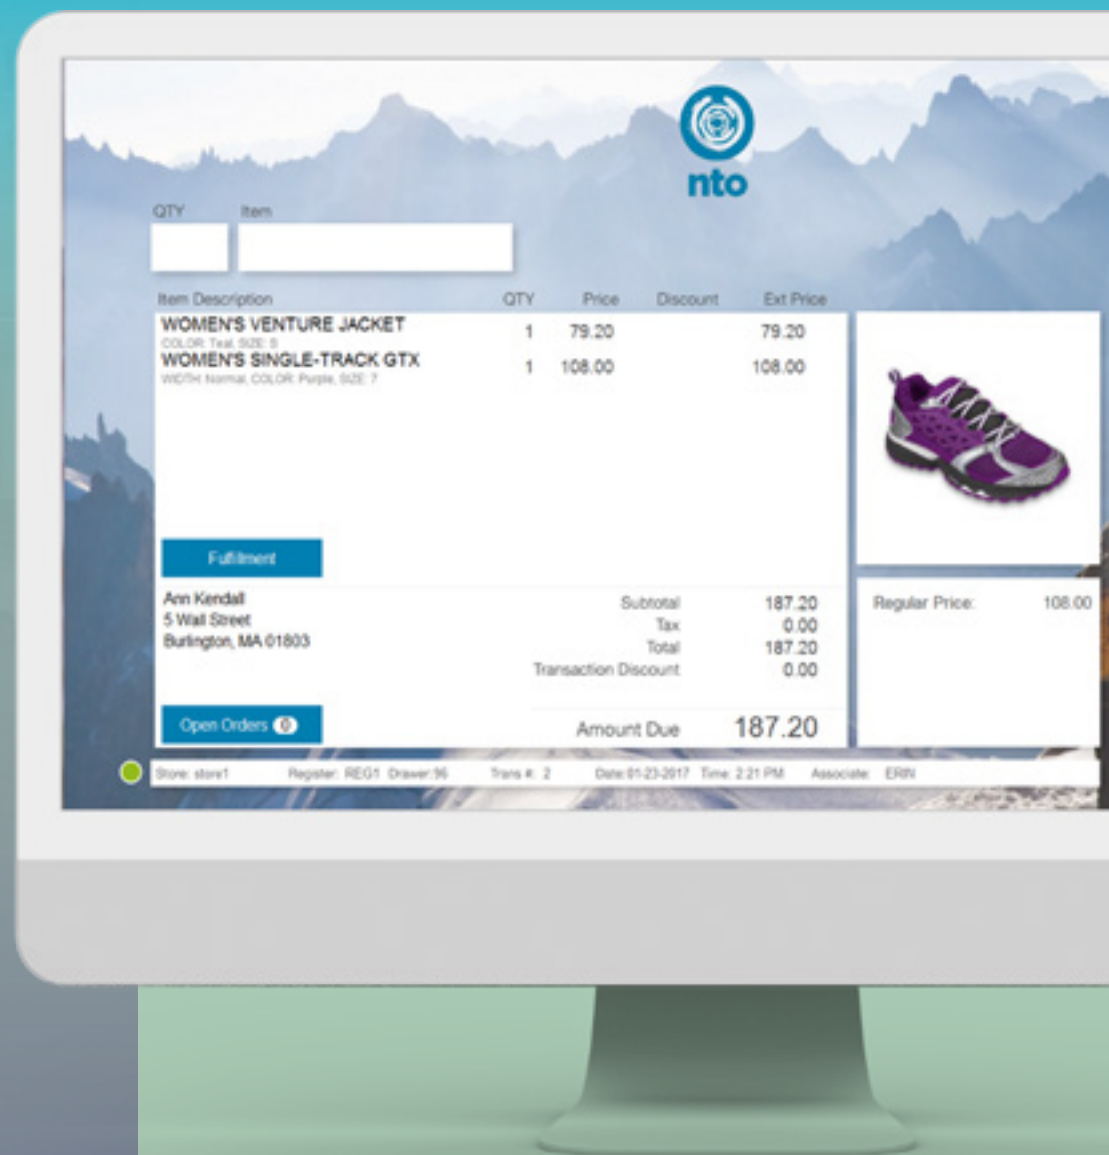 nto
QTY Item
Item Description QTY Price Discount Ext Price
WOMEN'S VENTURE JACKET 1 79.20 79.20
COLOR: Teal, SIZE: S
WOMEN'S SINGLE-TRACK GTX 1 108.00 108.00
WIDTH: Normal, COLOR: Purple, SIZE: 7
Fulfillment
Ann Kendall
5 Wall Street
Burlington, MA 01803
Subtotal 187.20
Tax 0.00
Total 187.20
Transaction Discount 0.00
Regular Price: 108.00
Open Orders 0
Amount Due 187.20
Store: store1 Register: REG1 Drawer:96 Trans #: 2 Date:01-23-2017 Time: 2:21 PM Associate: ERIN